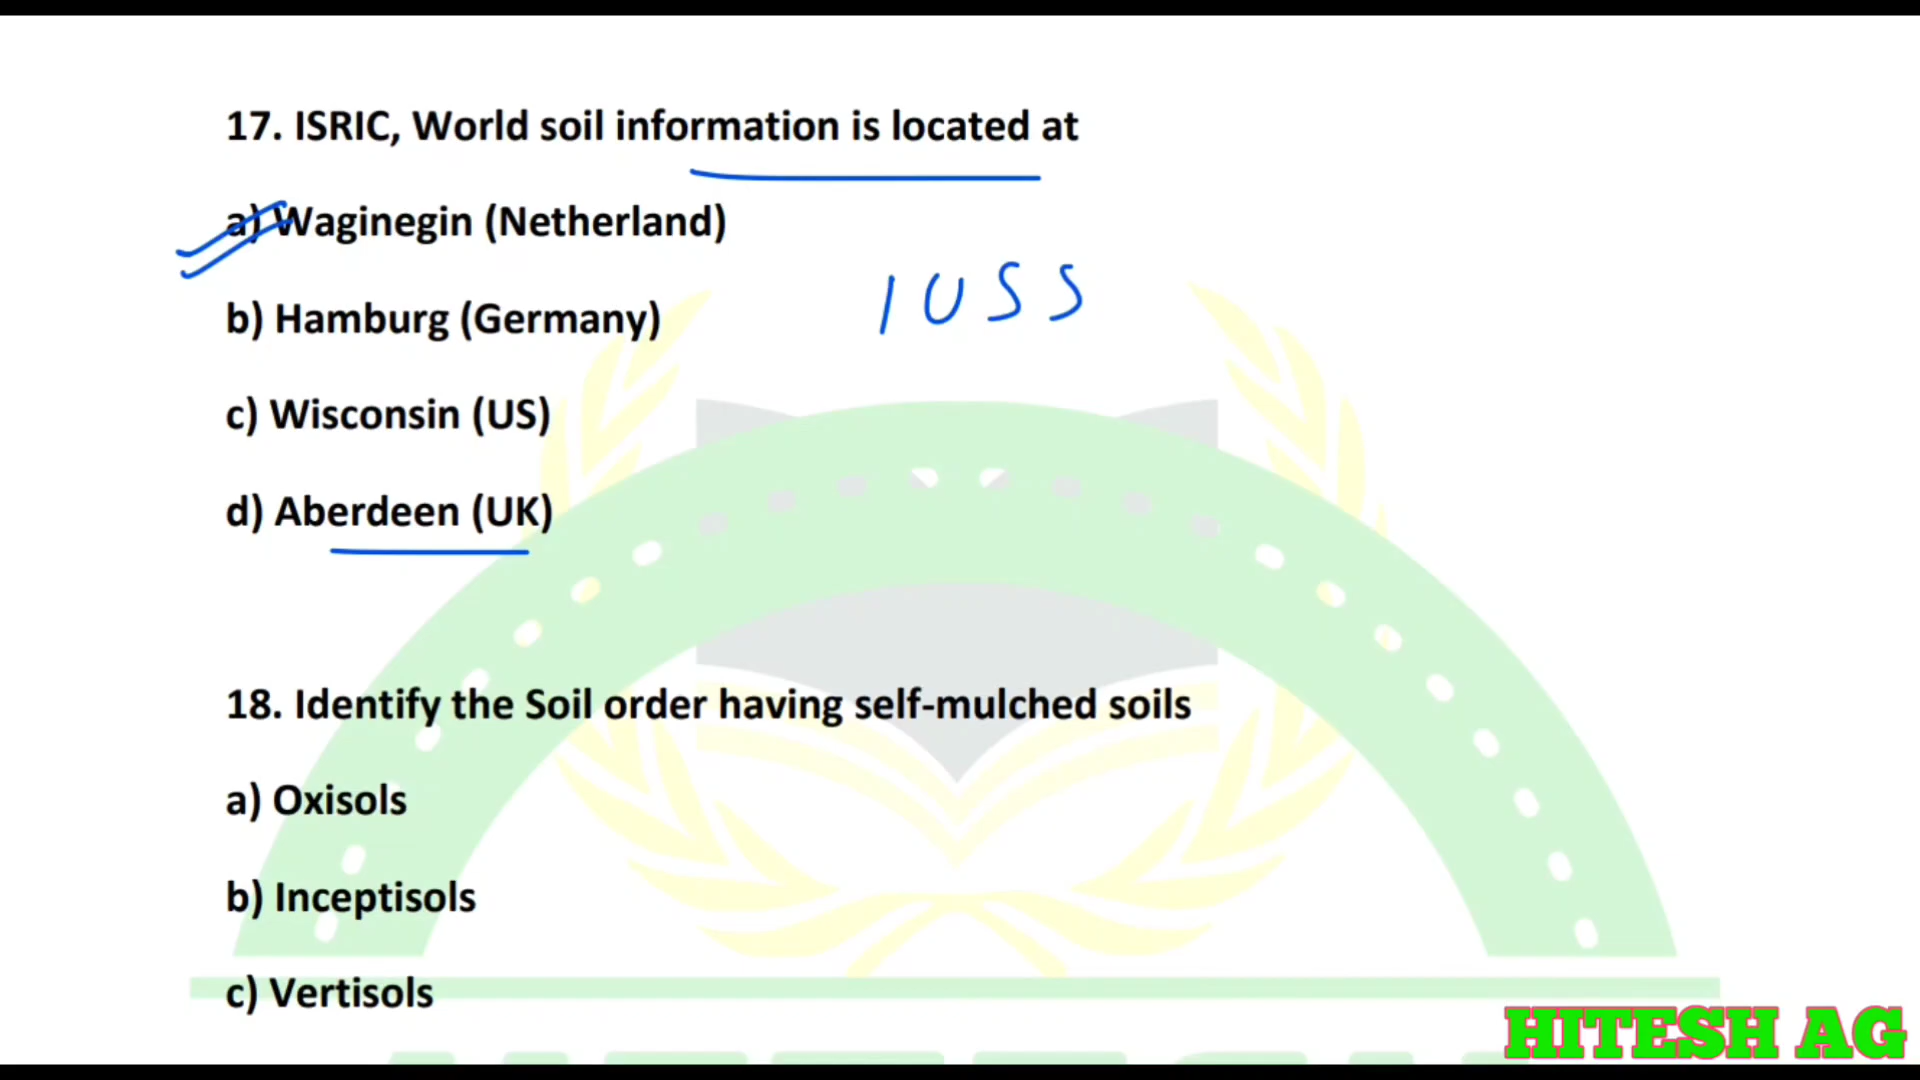 17. ISRIC, World soil information is located at
a) Waginegin (Netherland)
IUSS
b) Hamburg (Germany)
c) Wisconsin (US)
d) Aberdeen (UK)
18. Identify the Soil order having self-mulched soils
a) Oxisols
b) Inceptisols
c) Vertisols
HITESH AG